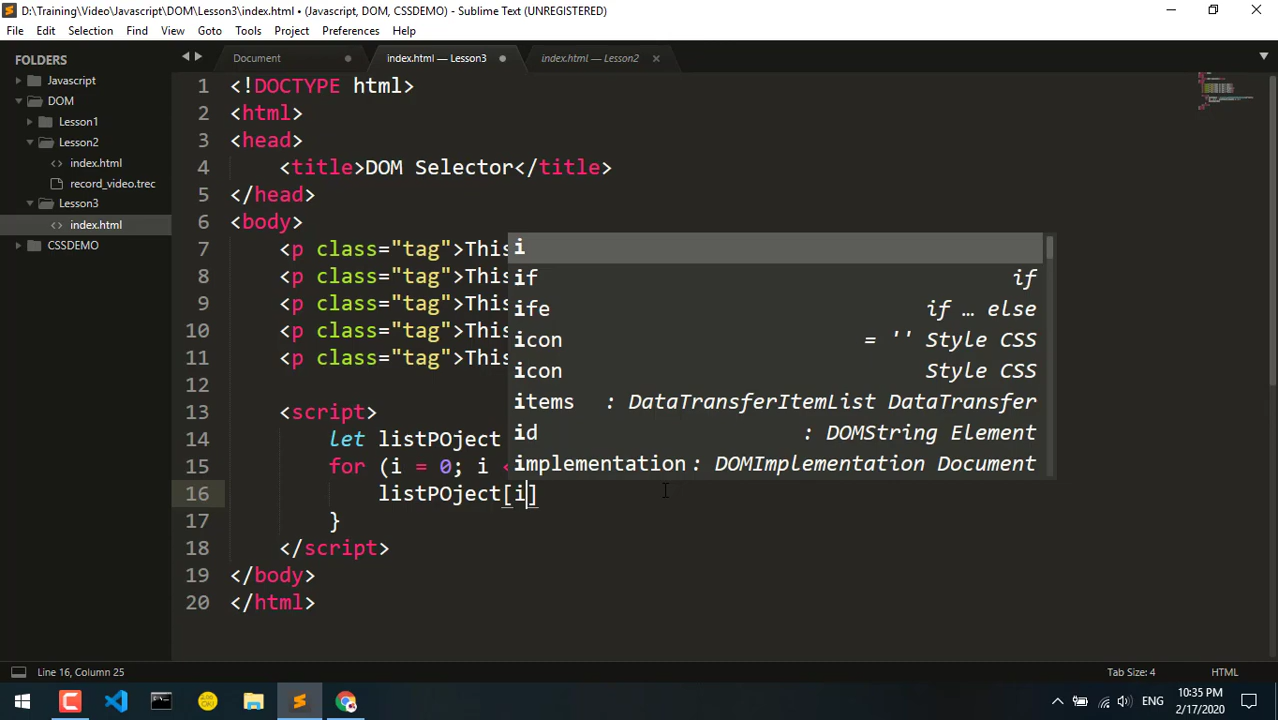 D:\Training\Video\Javascript\DOM\Lesson3\index.html • (Javascript, DOM, CSSDEMO) - Sublime Text (UNREGISTERED)
File Edit Selection Find View Goto Tools Project Preferences Help
FOLDERS
Javascript
DOM
Lesson1
Lesson2
index.html
record_video.trec
Lesson3
index.html
CSSDEMO
Document
index.html — Lesson3
index.html — Lesson2
1 <!DOCTYPE html>
2 <html>
3 <head>
4 <title>DOM Selector</title>
5 </head>
6 <body>
7 <p class="tag">This
8 <p class="tag">This
9 <p class="tag">This
10 <p class="tag">This
11 <p class="tag">This
12
13 <script>
14 let listPOject
15 for (i = 0; i <
16 listPOject[i]
17 }
18 </script>
19 </body>
20 </html>
i
if if
ife if … else
icon = '' Style CSS
icon Style CSS
items : DataTransferItemList DataTransfer
id : DOMString Element
implementation : DOMImplementation Document
Line 16, Column 25
Tab Size: 4
HTML
ENG
10:35 PM
2/17/2020